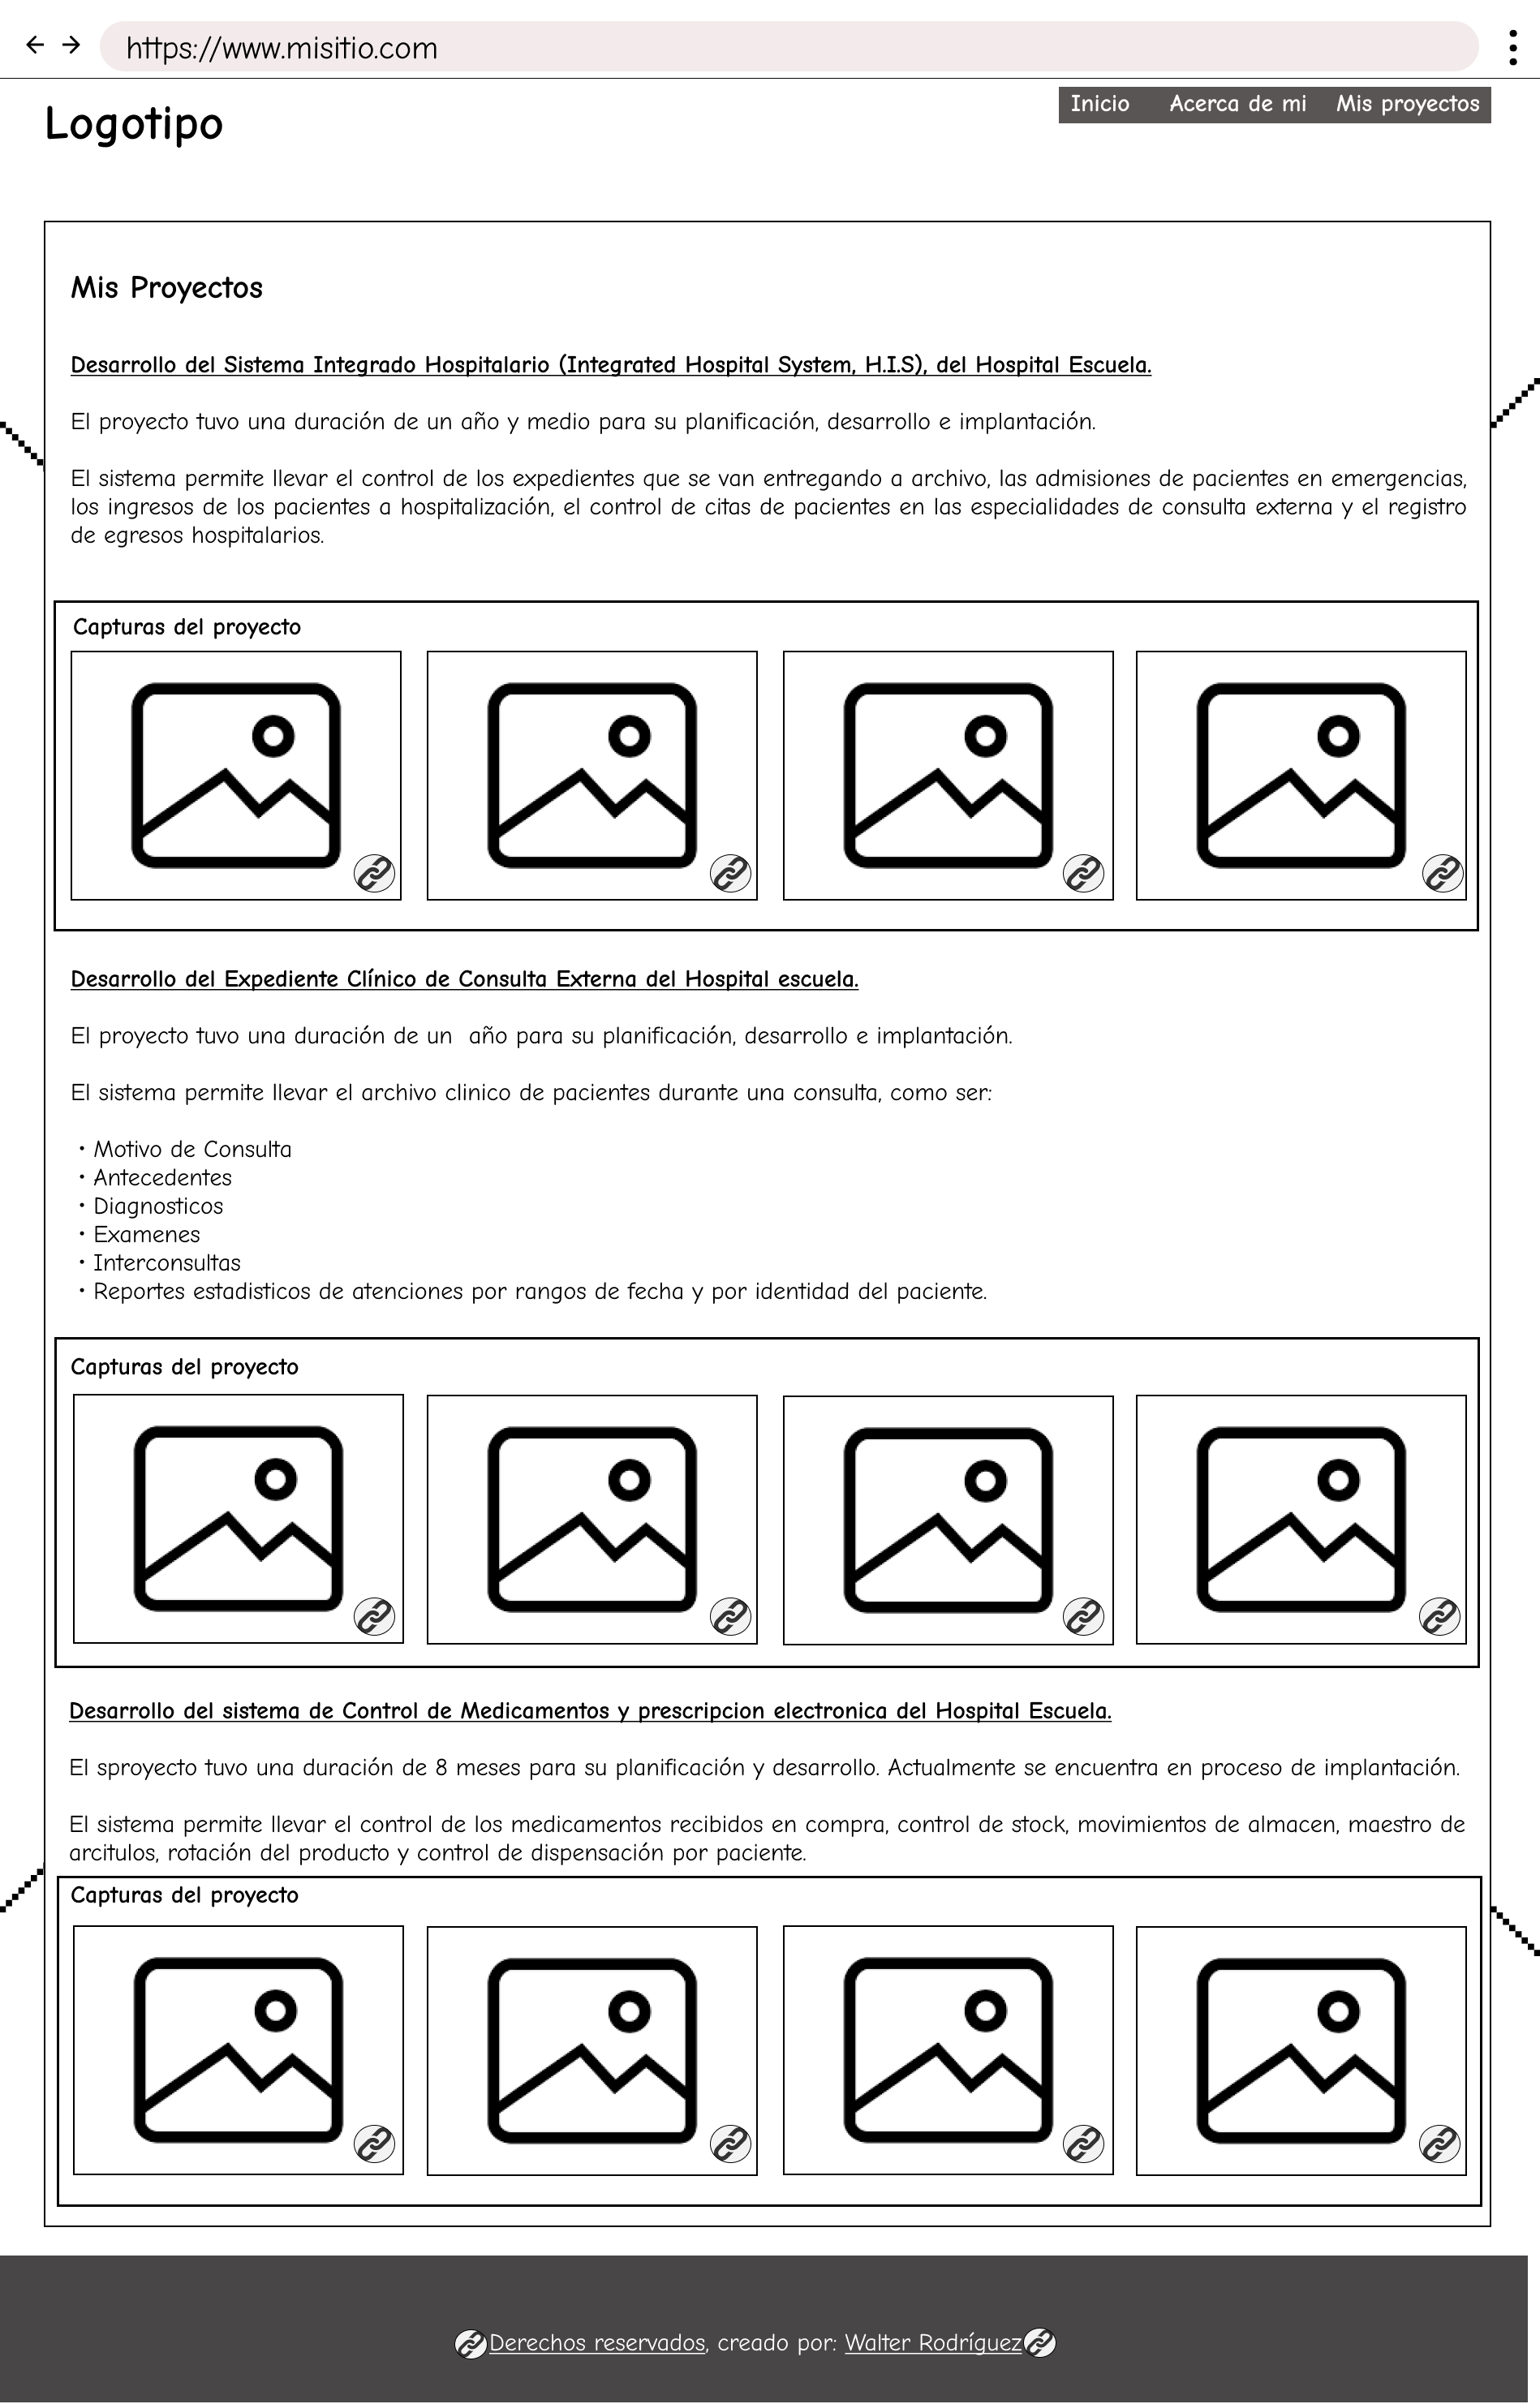 https://www.misitio.com
Logotipo
Inicio Acerca de mi Mis proyectos
Mis Proyectos
Desarrollo del Sistema Integrado Hospitalario (Integrated Hospital System, H.I.S), del Hospital Escuela.
El proyecto tuvo una duración de un año y medio para su planificación, desarrollo e implantación.
El sistema permite llevar el control de los expedientes que se van entregando a archivo, las admisiones de pacientes en emergencias,
los ingresos de los pacientes a hospitalización, el control de citas de pacientes en las especialidades de consulta externa y el registro
de egresos hospitalarios.
Capturas del proyecto
Desarrollo del Expediente Clínico de Consulta Externa del Hospital escuela.
El proyecto tuvo una duración de un  año para su planificación, desarrollo e implantación.
El sistema permite llevar el archivo clinico de pacientes durante una consulta, como ser:
• Motivo de Consulta
• Antecedentes
• Diagnosticos
• Examenes
• Interconsultas
• Reportes estadisticos de atenciones por rangos de fecha y por identidad del paciente.
Capturas del proyecto
Desarrollo del sistema de Control de Medicamentos y prescripcion electronica del Hospital Escuela.
El sproyecto tuvo una duración de 8 meses para su planificación y desarrollo. Actualmente se encuentra en proceso de implantación.
El sistema permite llevar el control de los medicamentos recibidos en compra, control de stock, movimientos de almacen, maestro de
arcitulos, rotación del producto y control de dispensación por paciente.
Capturas del proyecto
Derechos reservados, creado por: Walter Rodríguez